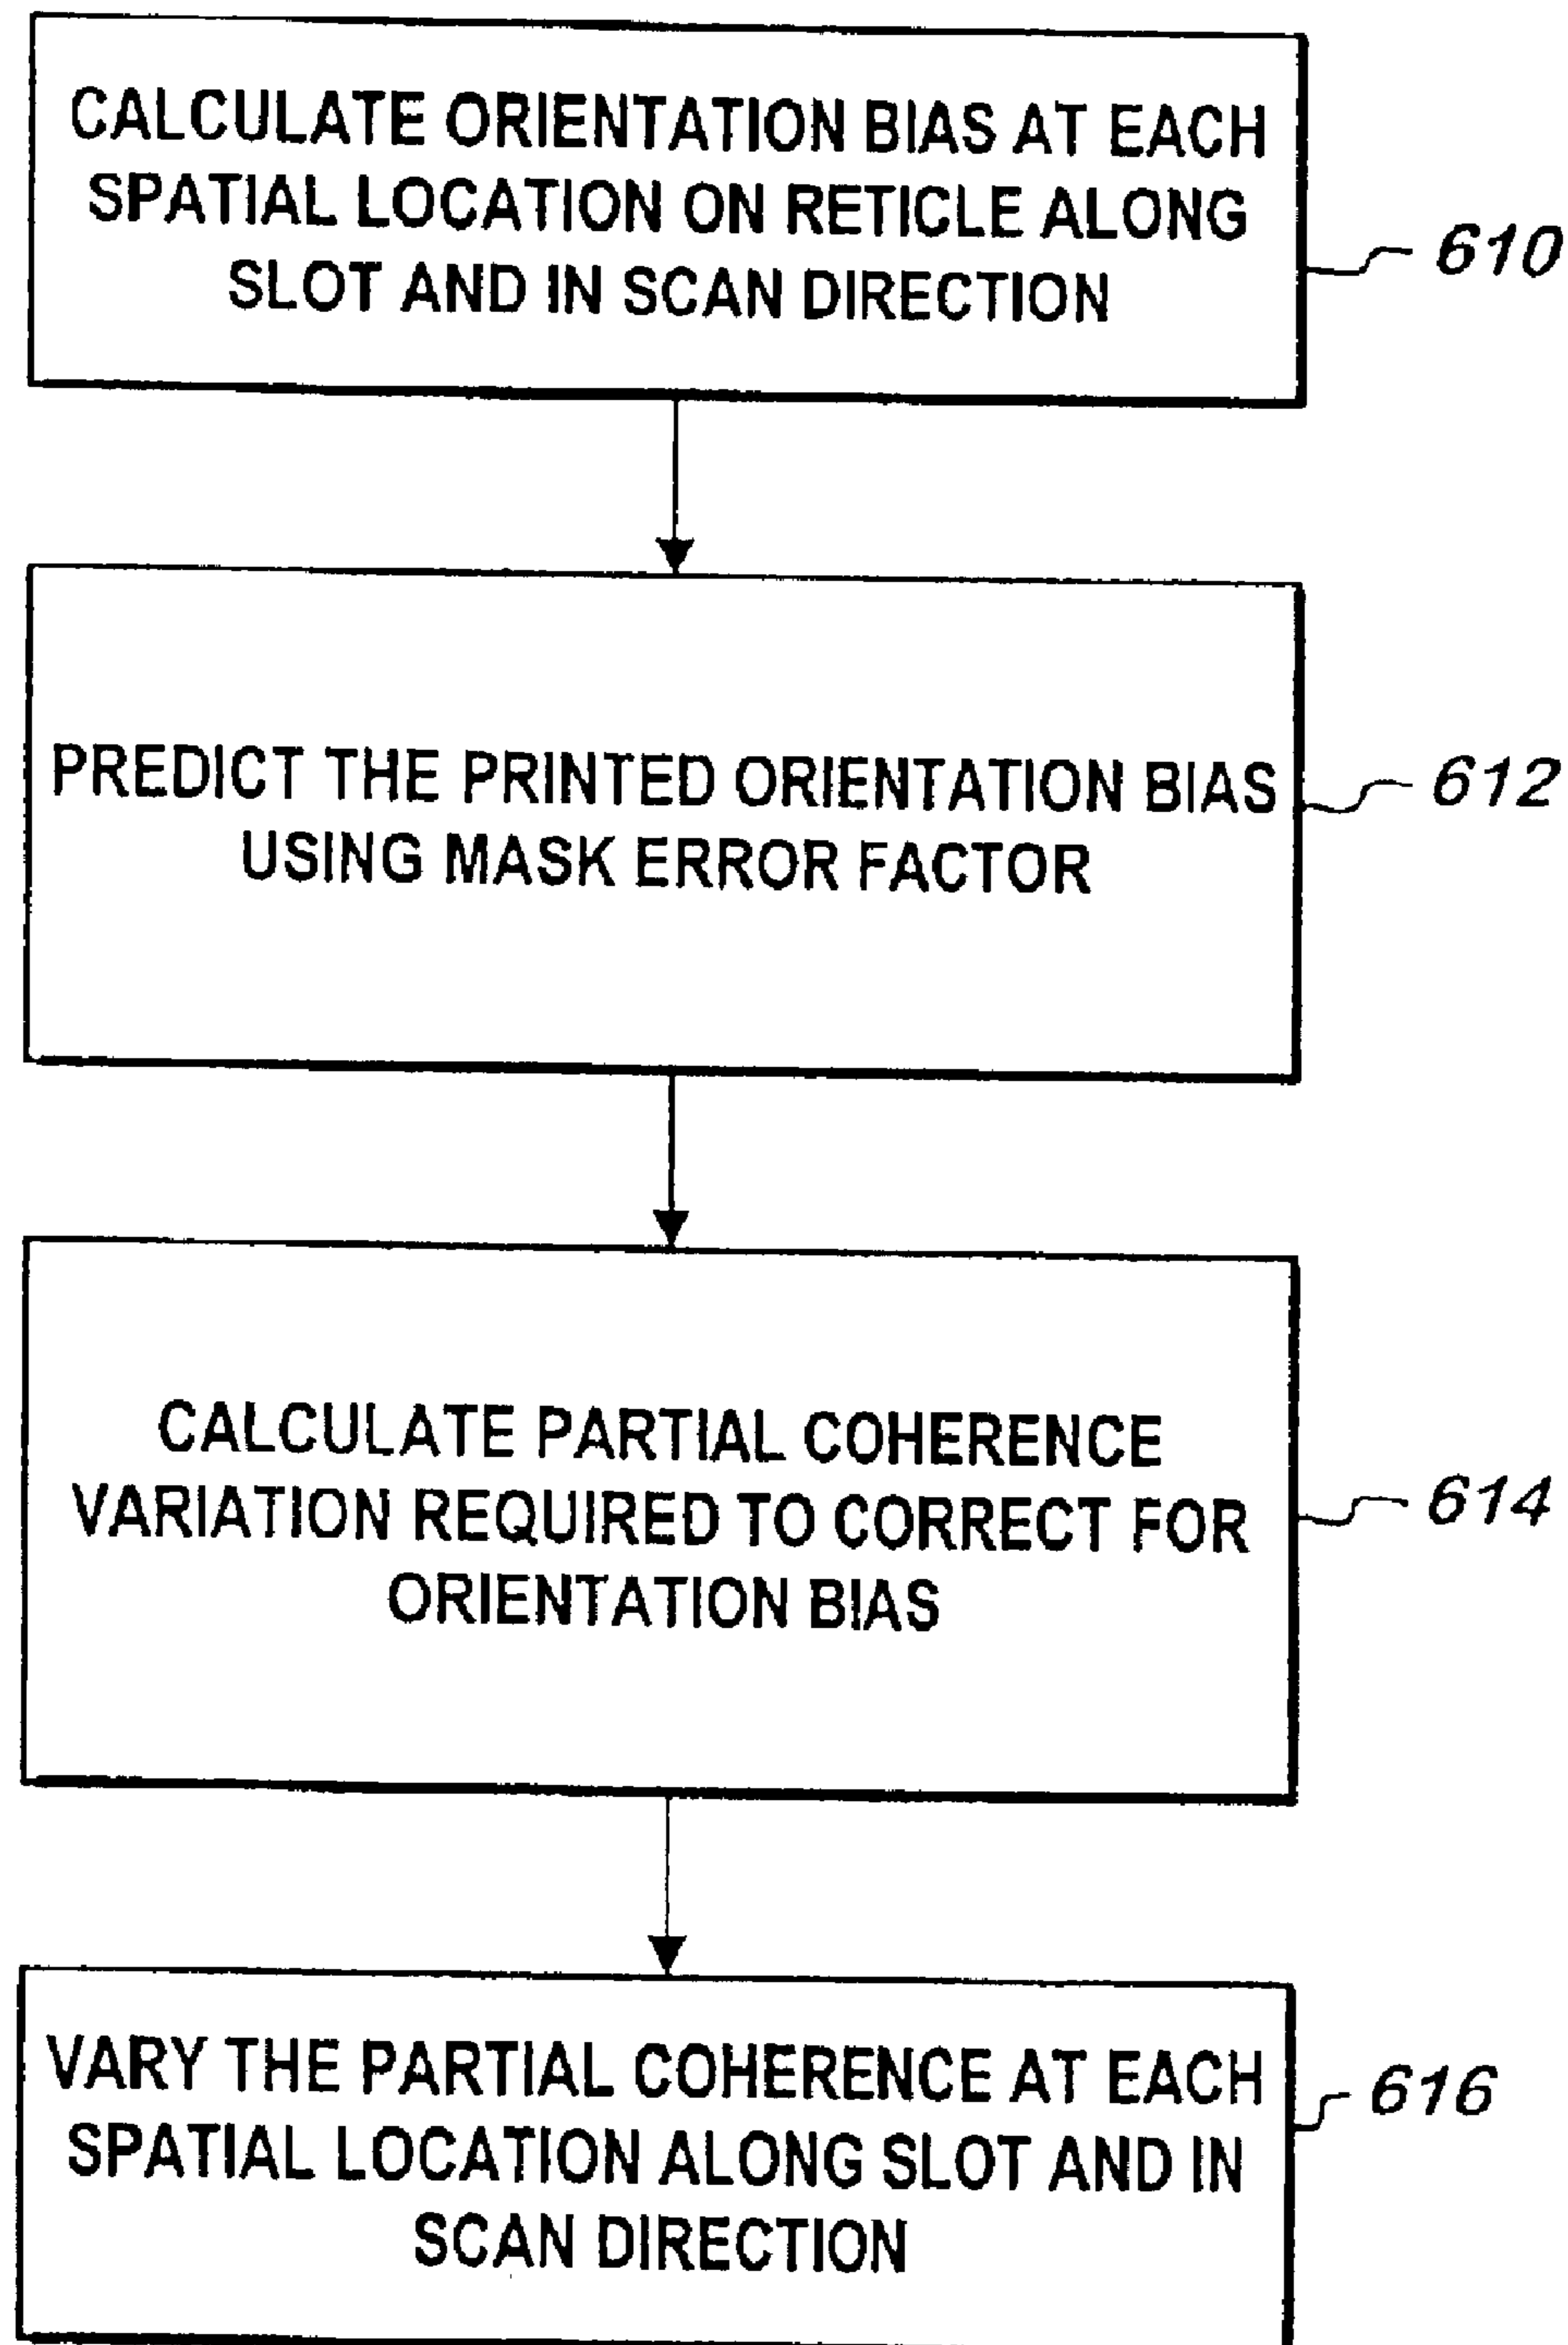 CALCULATE ORIENTATION BIAS AT EACH
SPATIAL LOCATION ON RETICLE ALONG
SLOT AND IN SCAN DIRECTION
610
PREDICT THE PRINTED ORIENTATION BIAS
USING MASK ERROR FACTOR
612
CALCULATE PARTIAL COHERENCE
VARIATION REQUIRED TO CORRECT FOR
ORIENTATION BIAS
614
VARY THE PARTIAL COHERENCE AT EACH
SPATIAL LOCATION ALONG SLOT AND IN
SCAN DIRECTION
616